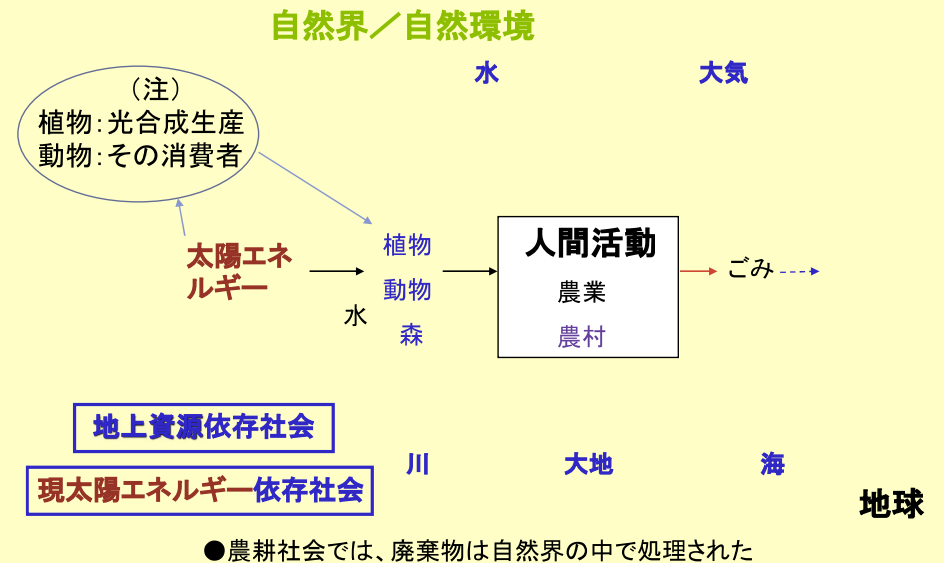 自然界／自然環境
水
大気
（注）
植物：光合成生産
動物：その消費者
太陽エネ
ルギー
水
植物
動物
森
人間活動
農業
農村
ごみ
地上資源依存社会
現太陽エネルギー依存社会
川
大地
海
地球
●農耕社会では、廃棄物は自然界の中で処理された